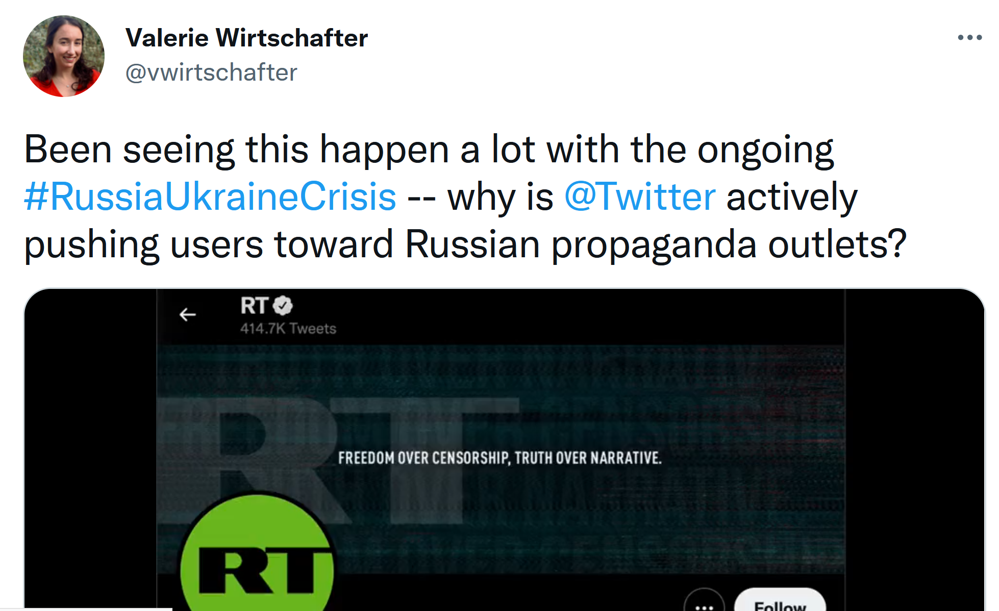 Valerie Wirtschafter
@vwirtschafter
Been seeing this happen a lot with the ongoing
#RussiaUkraineCrisis -- why is @Twitter actively
pushing users toward Russian propaganda outlets?
RT
414.7K Tweets
RT
FREEDOM OVER CENSORSHIP, TRUTH OVER NARRATIVE.
RT
Follow